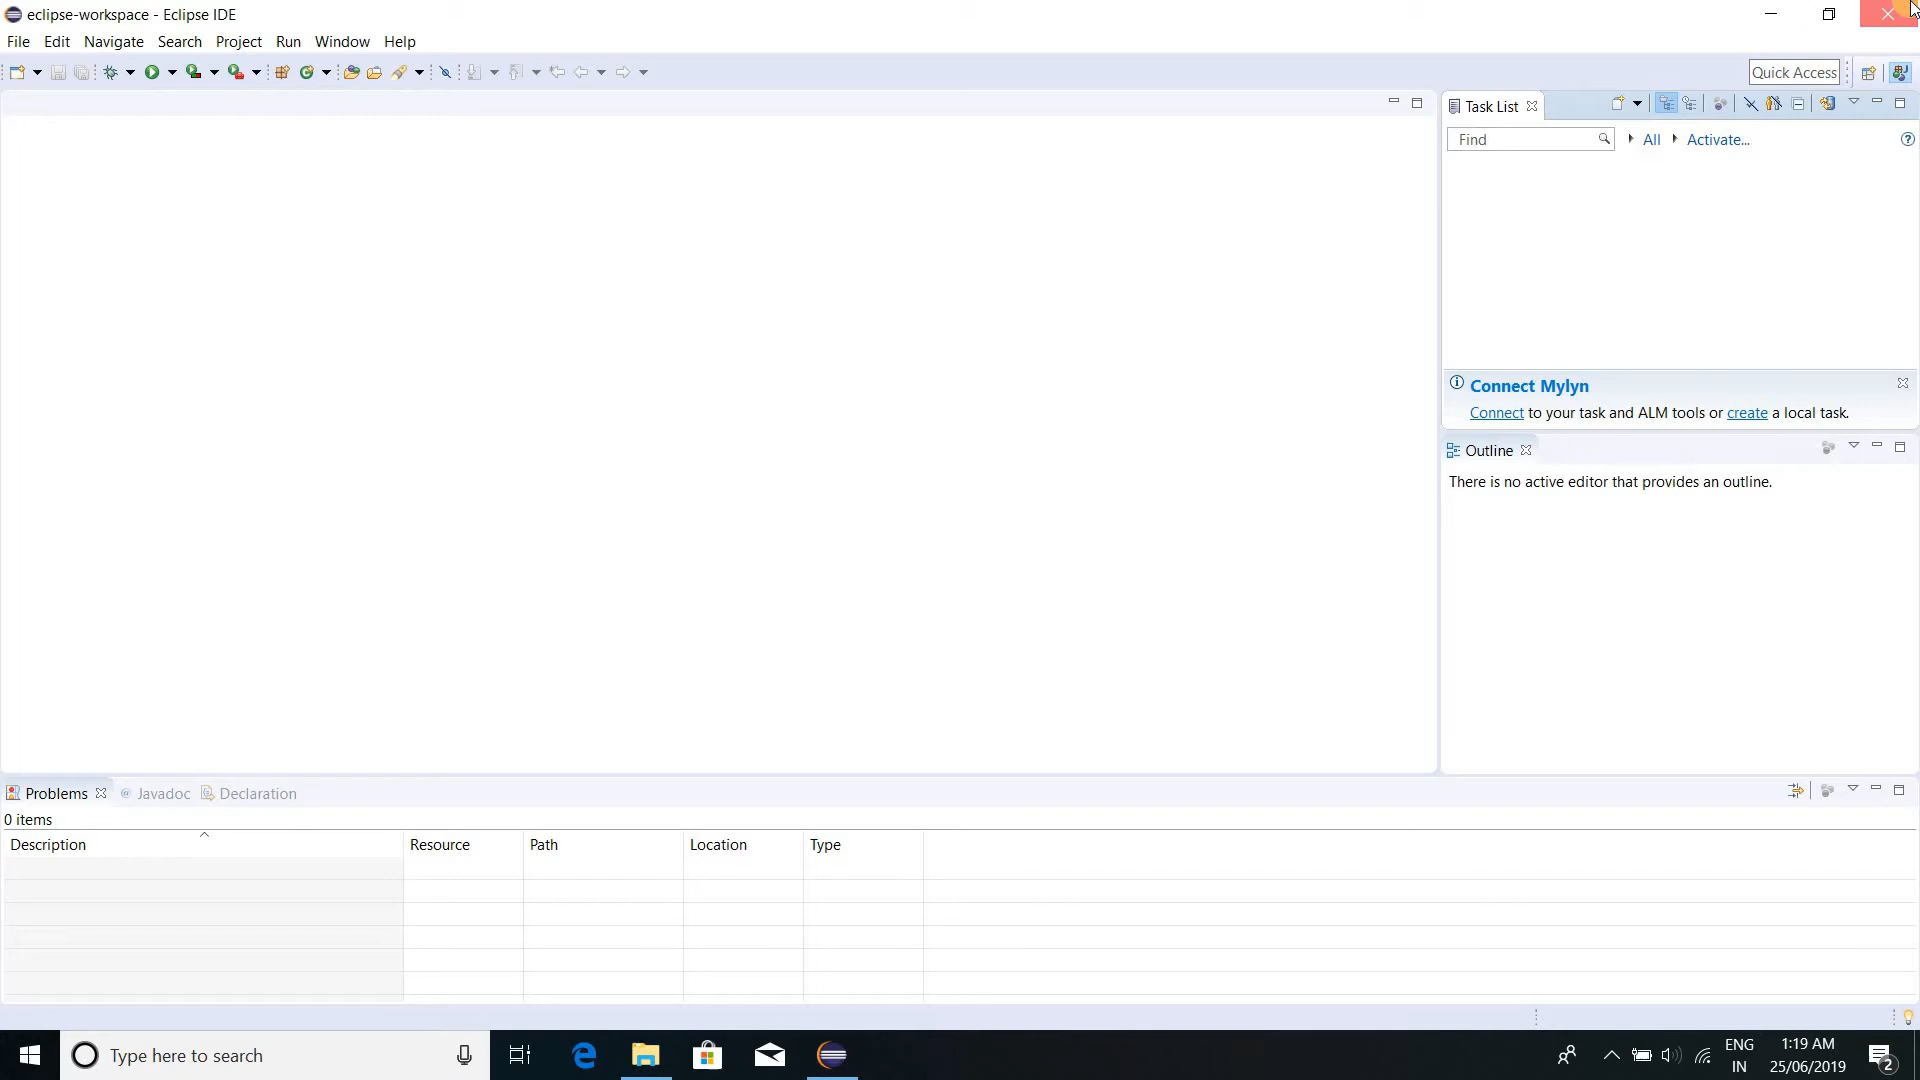 eclipse-workspace - Eclipse IDE
File Edit Navigate Search Project Run Window Help
Quick Access
Task List
Find All Activate...
Connect Mylyn
Connect to your task and ALM tools or create a local task.
Outline
There is no active editor that provides an outline.
Problems @ Javadoc Declaration
0 items
Description Resource Path Location Type
Type here to search
ENG
IN
1:19 AM
25/06/2019
2